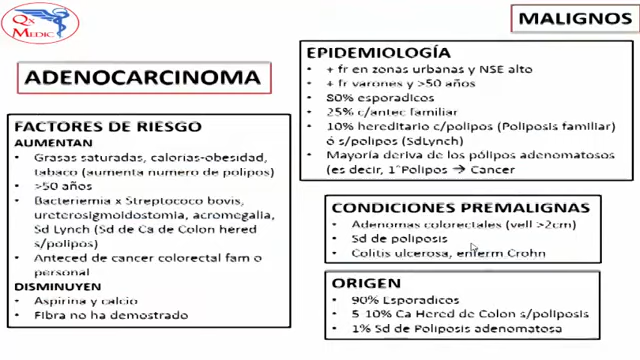 Qx
MEDIC
MALIGNOS
ADENOCARCINOMA
EPIDEMIOLOGÍA
• + fr en zonas urbanas y NSE alto
• + fr varones y >50 años
• 80% esporadicos
• 25% c/antec familiar
• 10% hereditario c/polipos (Poliposis familiar)
ó s/polipos (SdLynch)
• Mayoría deriva de los pólipos adenomatosos
(es decir, 1°Polipos → Cancer
FACTORES DE RIESGO
AUMENTAN
• Grasas saturadas, calorías-obesidad,
tabaco (aumenta numero de polipos)
• >50 años
• Bacteriemia x Streptococo bovis,
ureterosigmoidostomia, acromegalia,
Sd Lynch (Sd de Ca de Colon hered
s/polipos)
• Anteced de cancer colorectal fam o
personal
DISMINUYEN
• Aspirina y calcio
• Fibra no ha demostrado
CONDICIONES PREMALIGNAS
• Adenomas colorectales (vell >2cm)
• Sd de poliposis
• Colitis ulcerosa, enferm Crohn
ORIGEN
• 90% Esporadicos
• 5 10% Ca Hered de Colon s/poliposis
• 1% Sd de Poliposis adenomatosa